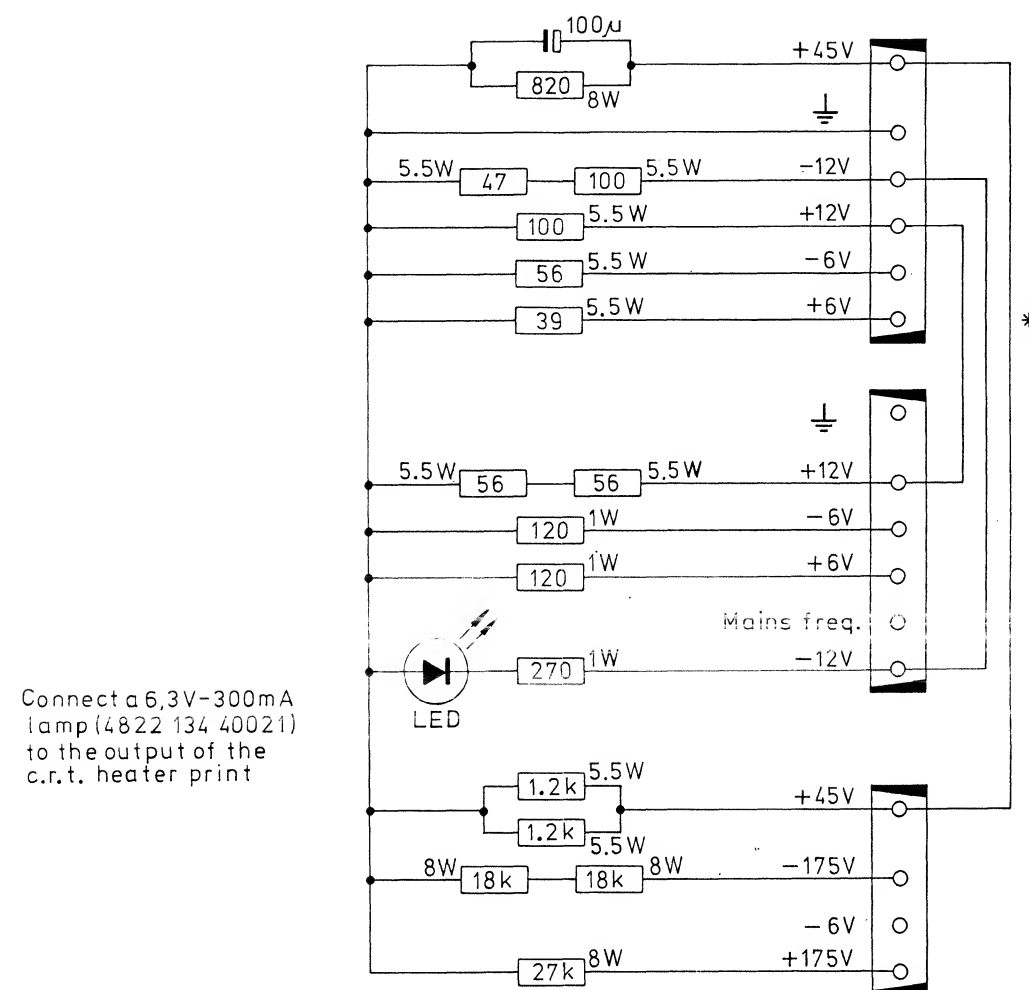 100µ
+45V
820
8W
5.5W
47
100
5.5W
-12V
100
5.5W
+12V
56
5.5W
-6V
39
5.5W
+6V
*
5.5W
56
56
5.5W
+12V
120
1W
-6V
120
1W
+6V
Mains freq.
270
1W
-12V
LED
Connect a 6,3V-300mA
lamp (4822 134 40021)
to the output of the
c.r.t. heater print
1.2k
5.5W
+45V
1.2k
5.5W
8W
18k
18k
8W
-175V
-6V
27k
8W
+175V